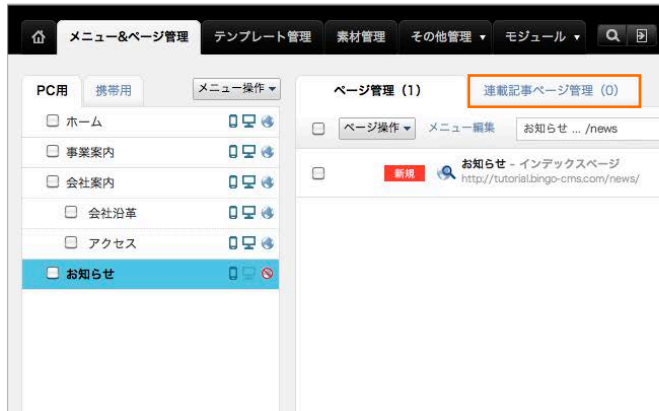 メニュー&ページ管理 テンプレート管理 素材管理 その他管理 ▼ モジュール ▼
PC用 携帯用 メニュー操作 ▼
ホーム
事業案内
会社案内
会社沿革
アクセス
お知らせ
ページ管理（1） 連載記事ページ管理（0）
ページ操作 ▼ メニュー編集 お知らせ ... /news
新規 お知らせ - インデックスページ
http://tutorial.bingo-cms.com/news/